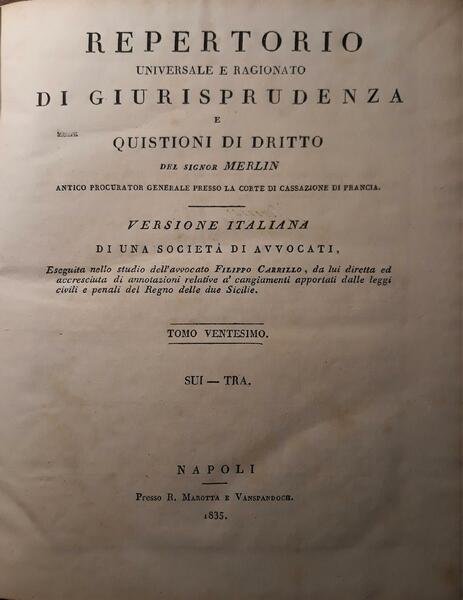 REPERTORIO
UNIVERSALE E RAGIONATO
DI GIURISPRUDENZA
E
QUISTIONI DI DRITTO
DEL SIGNOR MERLIN
ANTICO PROCURATOR GENERALE PRESSO LA CORTE DI CASSAZIONE DI FRANCIA.
VERSIONE ITALIANA
DI UNA SOCIETÁ DI AVVOCATI,
Eseguita nello studio dell'avvocato FILIPPO CARRILLO, da lui diretta ed
accresciuta di annotazioni relative a' cangiamenti apportati dalle leggi
civili e penali del Regno delle due Sicilie.
TOMO VENTESIMO.
SUI — TRA.
NAPOLI
Presso R. MAROTTA E VANSPANDOCH.
1835.